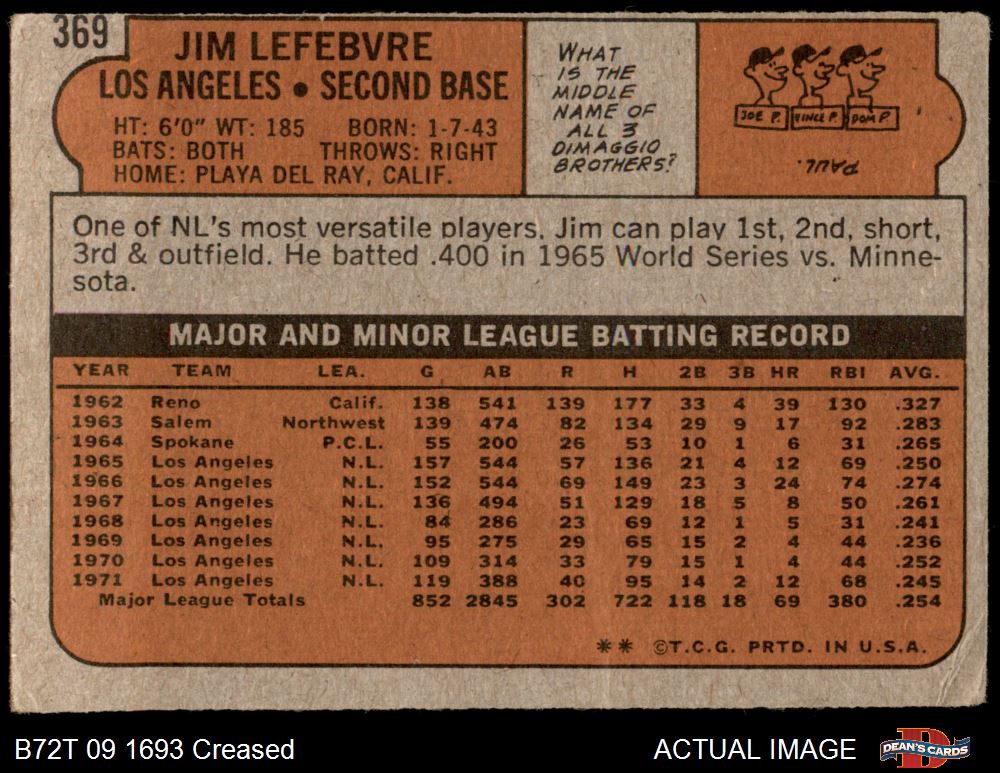 369
JIM LEFEBVRE
LOS ANGELES • SECOND BASE
HT: 6'0" WT: 185 BORN: 1-7-43
BATS: BOTH THROWS: RIGHT
HOME: PLAYA DEL RAY, CALIF.
WHAT
IS THE
MIDDLE
NAME OF
ALL 3
DIMAGGIO
BROTHERS?
JOE P. VINCE P. DOM P.
PAUL.
One of NL's most versatile players, Jim can play 1st, 2nd, short,
3rd & outfield. He batted .400 in 1965 World Series vs. Minne-
sota.
MAJOR AND MINOR LEAGUE BATTING RECORD
YEAR TEAM LEA. G AB R H 2B 3B HR RBI AVG.
1962 Reno Calif. 138 541 139 177 33 4 39 130 .327
1963 Salem Northwest 139 474 82 134 29 9 17 92 .283
1964 Spokane P.C.L. 55 200 26 53 10 1 6 31 .265
1965 Los Angeles N.L. 157 544 57 136 21 4 12 69 .250
1966 Los Angeles N.L. 152 544 69 149 23 3 24 74 .274
1967 Los Angeles N.L. 136 494 51 129 18 5 8 50 .261
1968 Los Angeles N.L. 84 286 23 69 12 1 5 31 .241
1969 Los Angeles N.L. 95 275 29 65 15 2 4 44 .236
1970 Los Angeles N.L. 109 314 33 79 15 1 4 44 .252
1971 Los Angeles N.L. 119 388 40 95 14 2 12 68 .245
Major League Totals 852 2845 302 722 118 18 69 380 .254
** ©T.C.G. PRTD. IN U.S.A.
B72T 09 1693 Creased ACTUAL IMAGE
D
DEAN'S CARDS